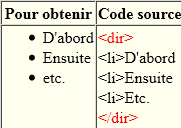 Pour obtenir Code source
D'abord <dir>
Ensuite <li>D'abord
etc. <li>Ensuite
<li>Etc.
</dir>